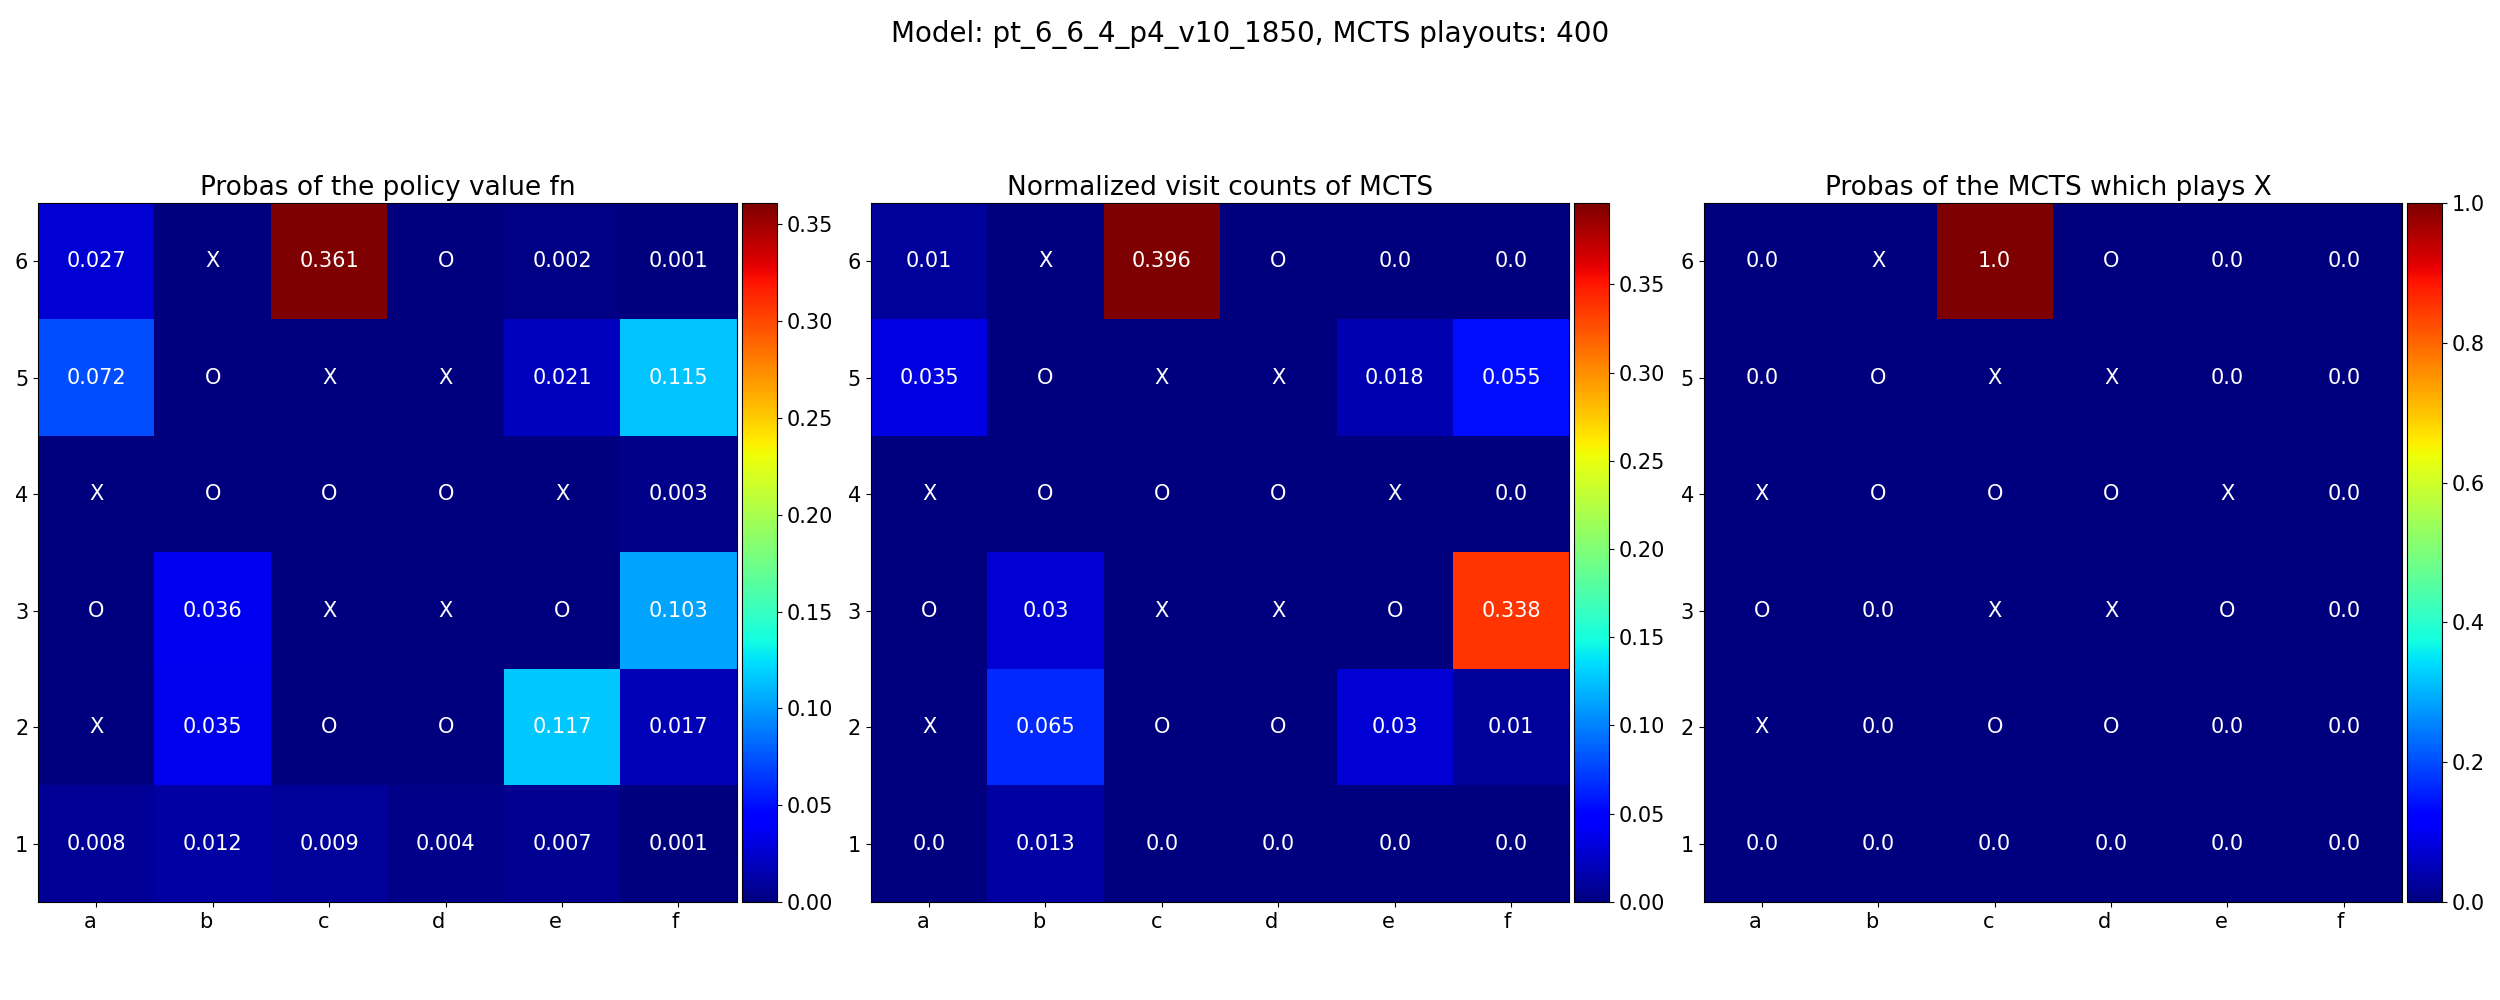 Model: pt_6_6_4_p4_v10_1850, MCTS playouts: 400
Probas of the policy value fn
6 0.027 X 0.361 O 0.002 0.001
5 0.072 O X X 0.021 0.115
4 X O O O X 0.003
3 O 0.036 X X O 0.103
2 X 0.035 O O 0.117 0.017
1 0.008 0.012 0.009 0.004 0.007 0.001
a b c d e f
0.35
0.30
0.25
0.20
0.15
0.10
0.05
0.00
Normalized visit counts of MCTS
6 0.01 X 0.396 O 0.0 0.0
5 0.035 O X X 0.018 0.055
4 X O O O X 0.0
3 O 0.03 X X O 0.338
2 X 0.065 O O 0.03 0.01
1 0.0 0.013 0.0 0.0 0.0 0.0
a b c d e f
0.35
0.30
0.25
0.20
0.15
0.10
0.05
0.00
Probas of the MCTS which plays X
6 0.0 X 1.0 O 0.0 0.0
5 0.0 O X X 0.0 0.0
4 X O O O X 0.0
3 O 0.0 X X O 0.0
2 X 0.0 O O 0.0 0.0
1 0.0 0.0 0.0 0.0 0.0 0.0
a b c d e f
1.0
0.8
0.6
0.4
0.2
0.0